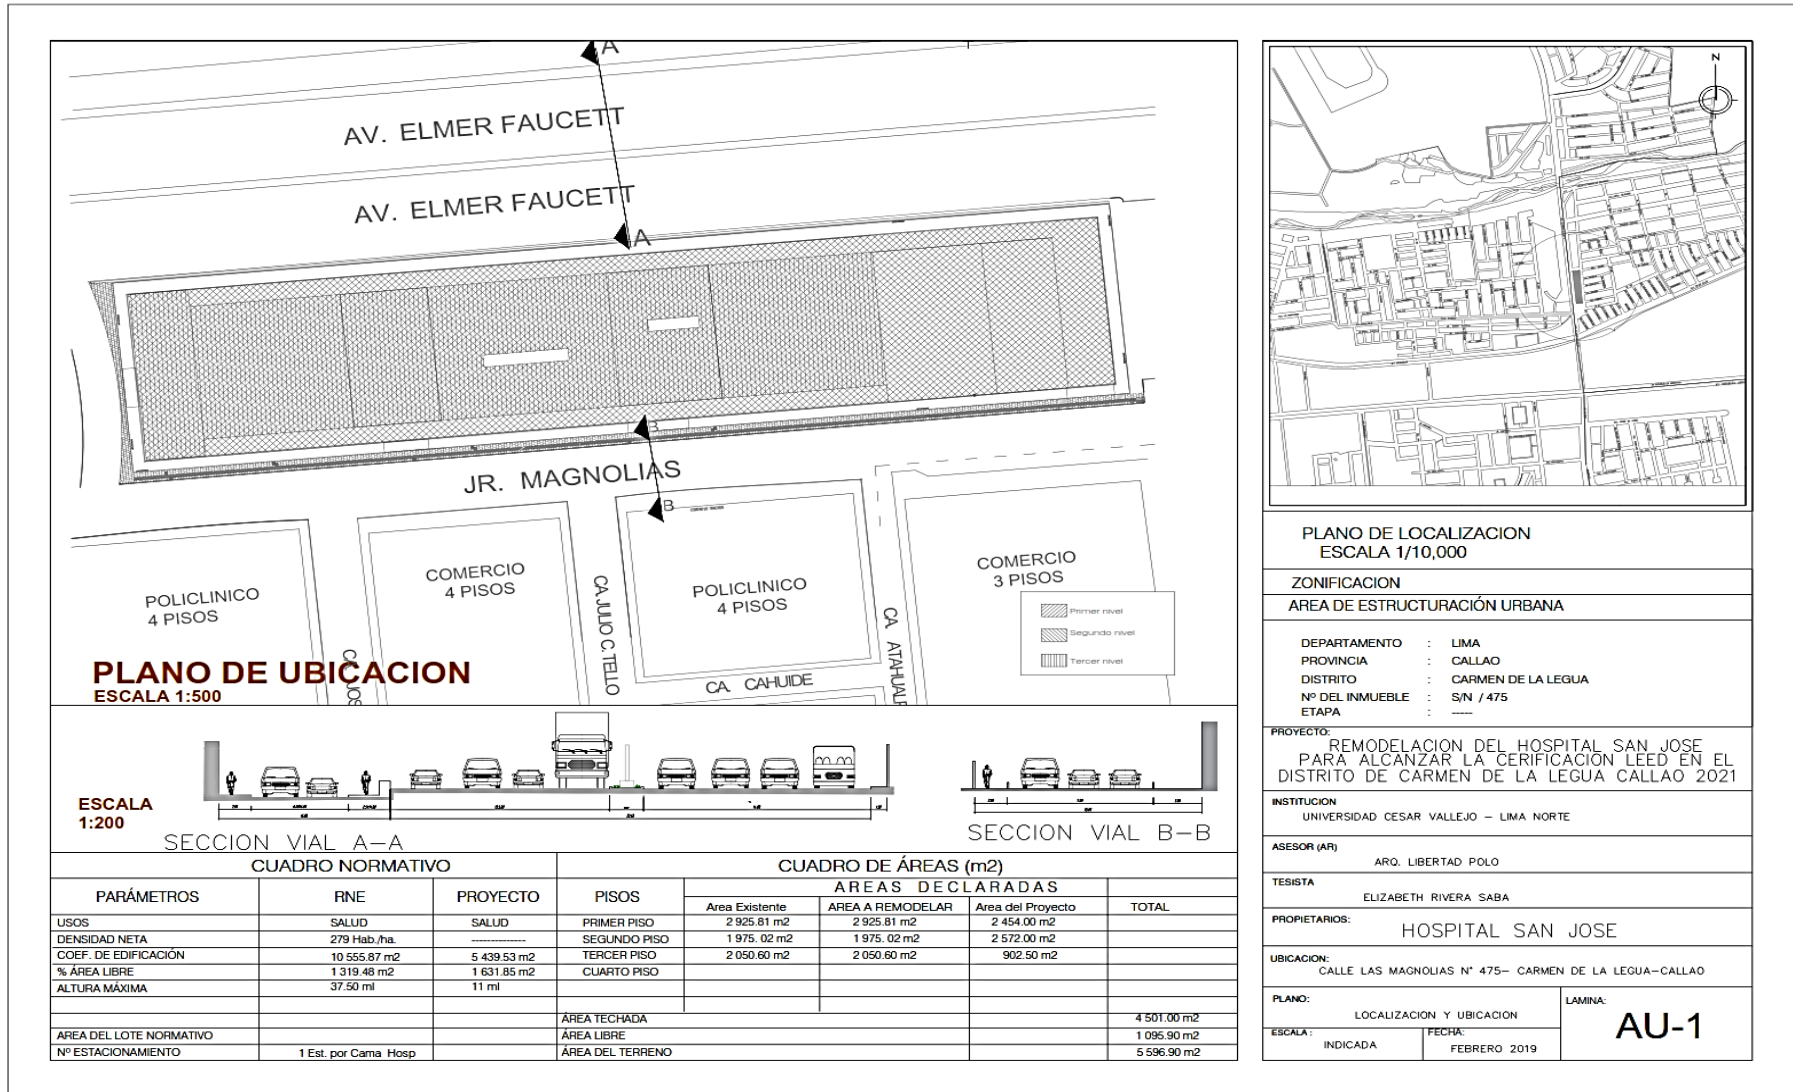 A
AV. ELMER FAUCETT
AV. ELMER FAUCETT
A
B
JR. MAGNOLIAS
B
POLICLINICO
4 PISOS
COMERCIO
4 PISOS
CA JULIO C. TELLO
POLICLINICO
4 PISOS
CA. CAHUIDE
CA. ATAHUALP
COMERCIO
3 PISOS
Primer nivel
Segundo nivel
Tercer nivel
CA. JOS
PLANO DE UBICACION
ESCALA 1:500
ESCALA
1:200
SECCION VIAL A-A
SECCION VIAL B-B
CUADRO NORMATIVO
PARÁMETROS RNE PROYECTO
USOS SALUD SALUD
DENSIDAD NETA 279 Hab./ha. --------------
COEF. DE EDIFICACIÓN 10 555.87 m2 5 439.53 m2
% ÁREA LIBRE 1 319.48 m2 1 631.85 m2
ALTURA MÁXIMA 37.50 ml 11 ml
AREA DEL LOTE NORMATIVO
Nº ESTACIONAMIENTO 1 Est. por Cama Hosp
CUADRO DE ÁREAS (m2)
PISOS AREAS DECLARADAS
Area Existente AREA A REMODELAR Area del Proyecto TOTAL
PRIMER PISO 2 925.81 m2 2 925.81 m2 2 454.00 m2
SEGUNDO PISO 1 975. 02 m2 1 975. 02 m2 2 572.00 m2
TERCER PISO 2 050.60 m2 2 050.60 m2 902.50 m2
CUARTO PISO
ÁREA TECHADA 4 501.00 m2
ÁREA LIBRE 1 095.90 m2
ÁREA DEL TERRENO 5 596.90 m2
N
PLANO DE LOCALIZACION
ESCALA 1/10,000
ZONIFICACION
AREA DE ESTRUCTURACIÓN URBANA
DEPARTAMENTO : LIMA
PROVINCIA : CALLAO
DISTRITO : CARMEN DE LA LEGUA
Nº DEL INMUEBLE : S/N / 475
ETAPA : -----
PROYECTO:
REMODELACION DEL HOSPITAL SAN JOSE
PARA ALCANZAR LA CERIFICACION LEED EN EL
DISTRITO DE CARMEN DE LA LEGUA CALLAO 2021
INSTITUCION
UNIVERSIDAD CESAR VALLEJO - LIMA NORTE
ASESOR (AR)
ARQ. LIBERTAD POLO
TESISTA
ELIZABETH RIVERA SABA
PROPIETARIOS:
HOSPITAL SAN JOSE
UBICACION:
CALLE LAS MAGNOLIAS N° 475- CARMEN DE LA LEGUA-CALLAO
PLANO:
LOCALIZACION Y UBICACION
ESCALA :
INDICADA
FECHA:
FEBRERO 2019
LAMINA:
AU-1